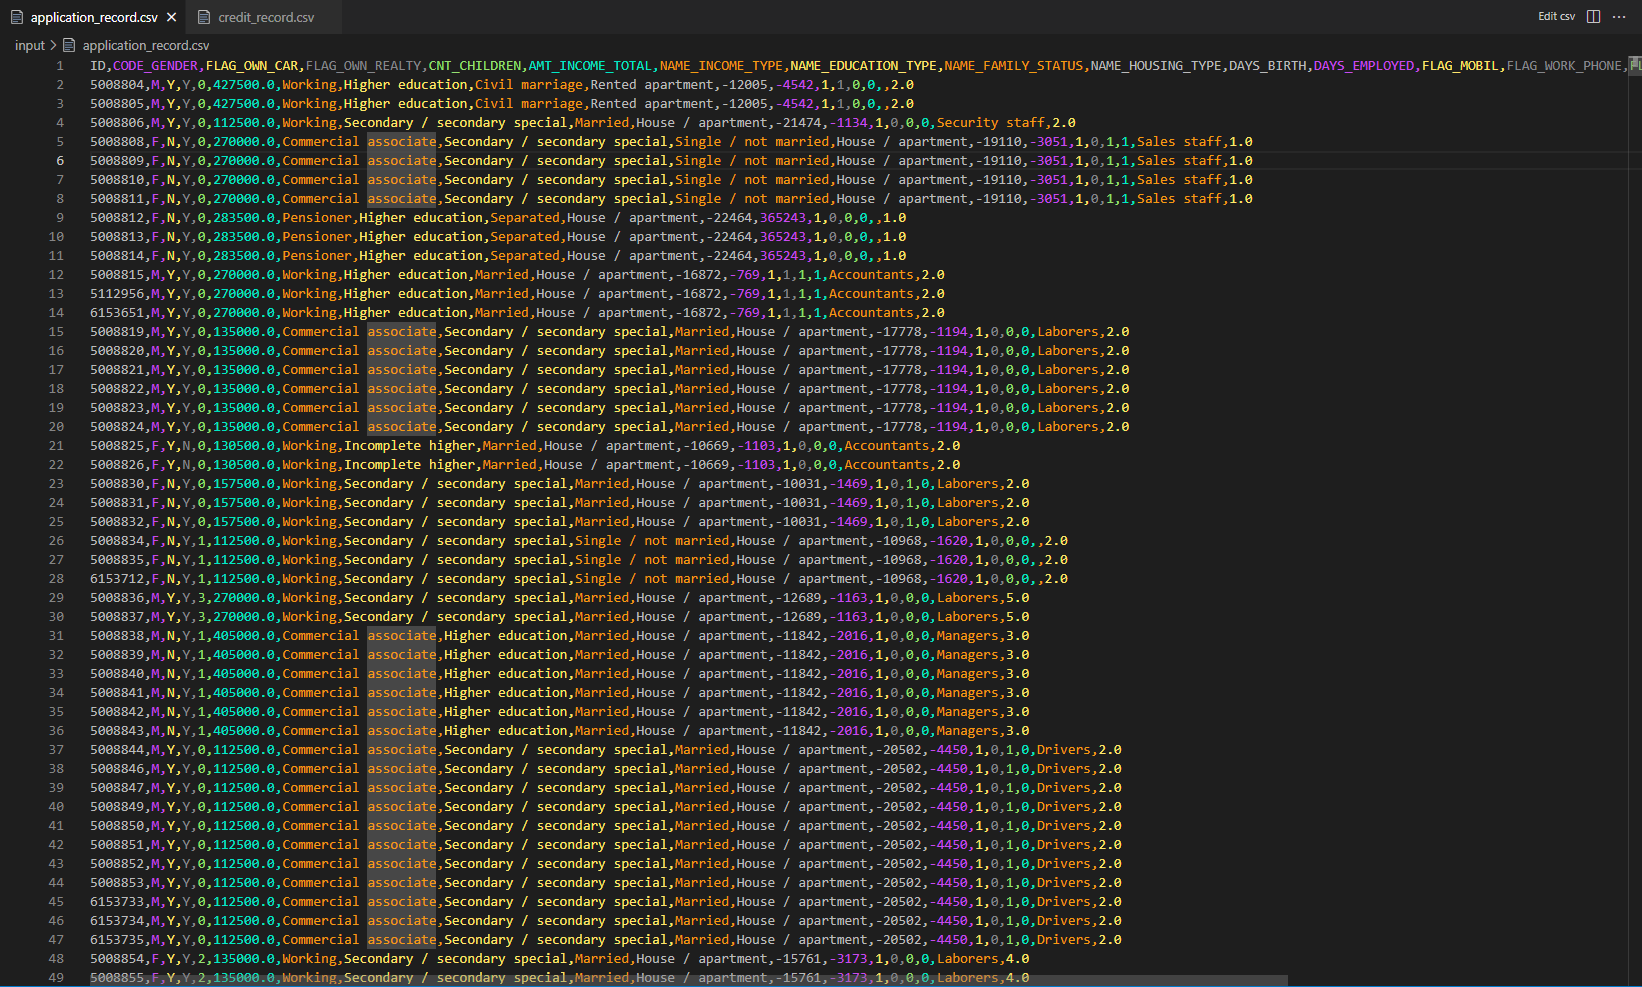 application_record.csv
credit_record.csv
Edit csv
input > application_record.csv
1 ID,CODE_GENDER,FLAG_OWN_CAR,FLAG_OWN_REALTY,CNT_CHILDREN,AMT_INCOME_TOTAL,NAME_INCOME_TYPE,NAME_EDUCATION_TYPE,NAME_FAMILY_STATUS,NAME_HOUSING_TYPE,DAYS_BIRTH,DAYS_EMPLOYED,FLAG_MOBIL,FLAG_WORK_PHONE,
2 5008804,M,Y,Y,0,427500.0,Working,Higher education,Civil marriage,Rented apartment,-12005,-4542,1,1,0,0,,2.0
3 5008805,M,Y,Y,0,427500.0,Working,Higher education,Civil marriage,Rented apartment,-12005,-4542,1,1,0,0,,2.0
4 5008806,M,Y,Y,0,112500.0,Working,Secondary / secondary special,Married,House / apartment,-21474,-1134,1,0,0,0,Security staff,2.0
5 5008808,F,N,Y,0,270000.0,Commercial associate,Secondary / secondary special,Single / not married,House / apartment,-19110,-3051,1,0,1,1,Sales staff,1.0
6 5008809,F,N,Y,0,270000.0,Commercial associate,Secondary / secondary special,Single / not married,House / apartment,-19110,-3051,1,0,1,1,Sales staff,1.0
7 5008810,F,N,Y,0,270000.0,Commercial associate,Secondary / secondary special,Single / not married,House / apartment,-19110,-3051,1,0,1,1,Sales staff,1.0
8 5008811,F,N,Y,0,270000.0,Commercial associate,Secondary / secondary special,Single / not married,House / apartment,-19110,-3051,1,0,1,1,Sales staff,1.0
9 5008812,F,N,Y,0,283500.0,Pensioner,Higher education,Separated,House / apartment,-22464,365243,1,0,0,0,,1.0
10 5008813,F,N,Y,0,283500.0,Pensioner,Higher education,Separated,House / apartment,-22464,365243,1,0,0,0,,1.0
11 5008814,F,N,Y,0,283500.0,Pensioner,Higher education,Separated,House / apartment,-22464,365243,1,0,0,0,,1.0
12 5008815,M,Y,Y,0,270000.0,Working,Higher education,Married,House / apartment,-16872,-769,1,1,1,1,Accountants,2.0
13 5112956,M,Y,Y,0,270000.0,Working,Higher education,Married,House / apartment,-16872,-769,1,1,1,1,Accountants,2.0
14 6153651,M,Y,Y,0,270000.0,Working,Higher education,Married,House / apartment,-16872,-769,1,1,1,1,Accountants,2.0
15 5008819,M,Y,Y,0,135000.0,Commercial associate,Secondary / secondary special,Married,House / apartment,-17778,-1194,1,0,0,0,Laborers,2.0
16 5008820,M,Y,Y,0,135000.0,Commercial associate,Secondary / secondary special,Married,House / apartment,-17778,-1194,1,0,0,0,Laborers,2.0
17 5008821,M,Y,Y,0,135000.0,Commercial associate,Secondary / secondary special,Married,House / apartment,-17778,-1194,1,0,0,0,Laborers,2.0
18 5008822,M,Y,Y,0,135000.0,Commercial associate,Secondary / secondary special,Married,House / apartment,-17778,-1194,1,0,0,0,Laborers,2.0
19 5008823,M,Y,Y,0,135000.0,Commercial associate,Secondary / secondary special,Married,House / apartment,-17778,-1194,1,0,0,0,Laborers,2.0
20 5008824,M,Y,Y,0,135000.0,Commercial associate,Secondary / secondary special,Married,House / apartment,-17778,-1194,1,0,0,0,Laborers,2.0
21 5008825,F,Y,N,0,130500.0,Working,Incomplete higher,Married,House / apartment,-10669,-1103,1,0,0,0,Accountants,2.0
22 5008826,F,Y,N,0,130500.0,Working,Incomplete higher,Married,House / apartment,-10669,-1103,1,0,0,0,Accountants,2.0
23 5008830,F,N,Y,0,157500.0,Working,Secondary / secondary special,Married,House / apartment,-10031,-1469,1,0,1,0,Laborers,2.0
24 5008831,F,N,Y,0,157500.0,Working,Secondary / secondary special,Married,House / apartment,-10031,-1469,1,0,1,0,Laborers,2.0
25 5008832,F,N,Y,0,157500.0,Working,Secondary / secondary special,Married,House / apartment,-10031,-1469,1,0,1,0,Laborers,2.0
26 5008834,F,N,Y,1,112500.0,Working,Secondary / secondary special,Single / not married,House / apartment,-10968,-1620,1,0,0,0,,2.0
27 5008835,F,N,Y,1,112500.0,Working,Secondary / secondary special,Single / not married,House / apartment,-10968,-1620,1,0,0,0,,2.0
28 6153712,F,N,Y,1,112500.0,Working,Secondary / secondary special,Single / not married,House / apartment,-10968,-1620,1,0,0,0,,2.0
29 5008836,M,Y,Y,3,270000.0,Working,Secondary / secondary special,Married,House / apartment,-12689,-1163,1,0,0,0,Laborers,5.0
30 5008837,M,Y,Y,3,270000.0,Working,Secondary / secondary special,Married,House / apartment,-12689,-1163,1,0,0,0,Laborers,5.0
31 5008838,M,N,Y,1,405000.0,Commercial associate,Higher education,Married,House / apartment,-11842,-2016,1,0,0,0,Managers,3.0
32 5008839,M,N,Y,1,405000.0,Commercial associate,Higher education,Married,House / apartment,-11842,-2016,1,0,0,0,Managers,3.0
33 5008840,M,N,Y,1,405000.0,Commercial associate,Higher education,Married,House / apartment,-11842,-2016,1,0,0,0,Managers,3.0
34 5008841,M,N,Y,1,405000.0,Commercial associate,Higher education,Married,House / apartment,-11842,-2016,1,0,0,0,Managers,3.0
35 5008842,M,N,Y,1,405000.0,Commercial associate,Higher education,Married,House / apartment,-11842,-2016,1,0,0,0,Managers,3.0
36 5008843,M,N,Y,1,405000.0,Commercial associate,Higher education,Married,House / apartment,-11842,-2016,1,0,0,0,Managers,3.0
37 5008844,M,Y,Y,0,112500.0,Commercial associate,Secondary / secondary special,Married,House / apartment,-20502,-4450,1,0,1,0,Drivers,2.0
38 5008846,M,Y,Y,0,112500.0,Commercial associate,Secondary / secondary special,Married,House / apartment,-20502,-4450,1,0,1,0,Drivers,2.0
39 5008847,M,Y,Y,0,112500.0,Commercial associate,Secondary / secondary special,Married,House / apartment,-20502,-4450,1,0,1,0,Drivers,2.0
40 5008849,M,Y,Y,0,112500.0,Commercial associate,Secondary / secondary special,Married,House / apartment,-20502,-4450,1,0,1,0,Drivers,2.0
41 5008850,M,Y,Y,0,112500.0,Commercial associate,Secondary / secondary special,Married,House / apartment,-20502,-4450,1,0,1,0,Drivers,2.0
42 5008851,M,Y,Y,0,112500.0,Commercial associate,Secondary / secondary special,Married,House / apartment,-20502,-4450,1,0,1,0,Drivers,2.0
43 5008852,M,Y,Y,0,112500.0,Commercial associate,Secondary / secondary special,Married,House / apartment,-20502,-4450,1,0,1,0,Drivers,2.0
44 5008853,M,Y,Y,0,112500.0,Commercial associate,Secondary / secondary special,Married,House / apartment,-20502,-4450,1,0,1,0,Drivers,2.0
45 6153733,M,Y,Y,0,112500.0,Commercial associate,Secondary / secondary special,Married,House / apartment,-20502,-4450,1,0,1,0,Drivers,2.0
46 6153734,M,Y,Y,0,112500.0,Commercial associate,Secondary / secondary special,Married,House / apartment,-20502,-4450,1,0,1,0,Drivers,2.0
47 6153735,M,Y,Y,0,112500.0,Commercial associate,Secondary / secondary special,Married,House / apartment,-20502,-4450,1,0,1,0,Drivers,2.0
48 5008854,F,Y,Y,2,135000.0,Working,Secondary / secondary special,Married,House / apartment,-15761,-3173,1,0,0,0,Laborers,4.0
49 5008855,F,Y,Y,2,135000.0,Working,Secondary / secondary special,Married,House / apartment,-15761,-3173,1,0,0,0,Laborers,4.0